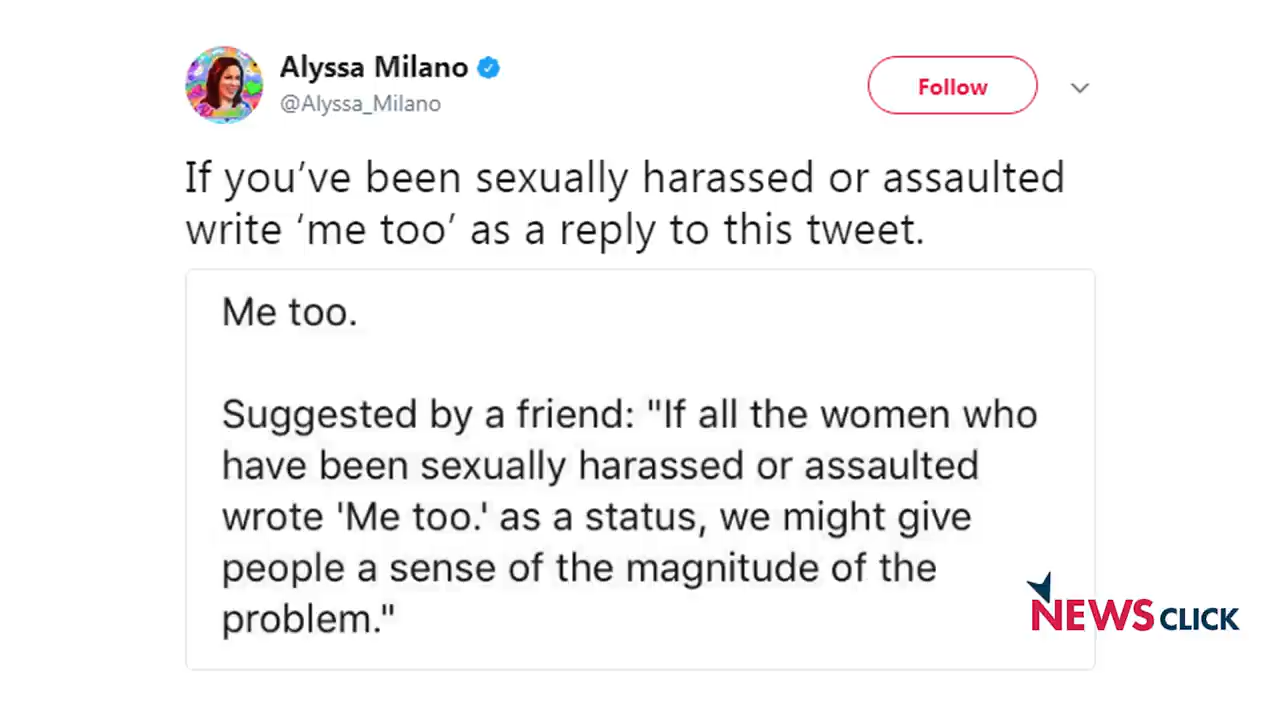 Alyssa Milano
@Alyssa_Milano
Follow
If you’ve been sexually harassed or assaulted
write ‘me too’ as a reply to this tweet.
Me too.
Suggested by a friend: "If all the women who
have been sexually harassed or assaulted
wrote 'Me too.' as a status, we might give
people a sense of the magnitude of the
problem."
NEWS CLICK